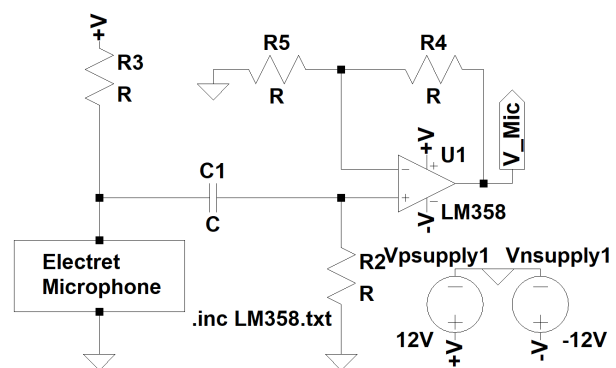 +V
R3
R
R5
R
R4
R
V_Mic
C1
C
+V
U1
LM358
-V
Electret
Microphone
R2
R
.inc LM358.txt
Vpsupply1
Vnsupply1
12V
-12V
+V
-V